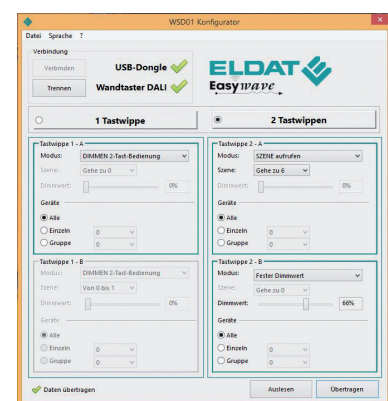 WSD01 Konfigurator
Datei Sprache ?
Verbindung
Verbinden
USB-Dongle
Trennen
Wandtaster DALI
ELDAT
Easywave
1 Tastwippe
2 Tastwippen
Tastwippe 1 - A
Modus: DIMMEN 2-Tast-Bedienung
Szene: Gehe zu 0
Dimmwert: 0%
Geräte
Alle
Einzeln 0
Gruppe 0
Tastwippe 2 - A
Modus: SZENE aufrufen
Szene: Gehe zu 6
Dimmwert: 0%
Geräte
Alle
Einzeln 0
Gruppe 0
Tastwippe 1 - B
Modus: DIMMEN 2-Tast-Bedienung
Szene: Von 0 bis 1
Dimmwert: 0%
Geräte
Alle
Einzeln 0
Gruppe 0
Tastwippe 2 - B
Modus: Fester Dimmwert
Szene: Gehe zu 0
Dimmwert: 66%
Geräte
Alle
Einzeln 0
Gruppe 0
Daten übertragen
Auslesen
Übertragen